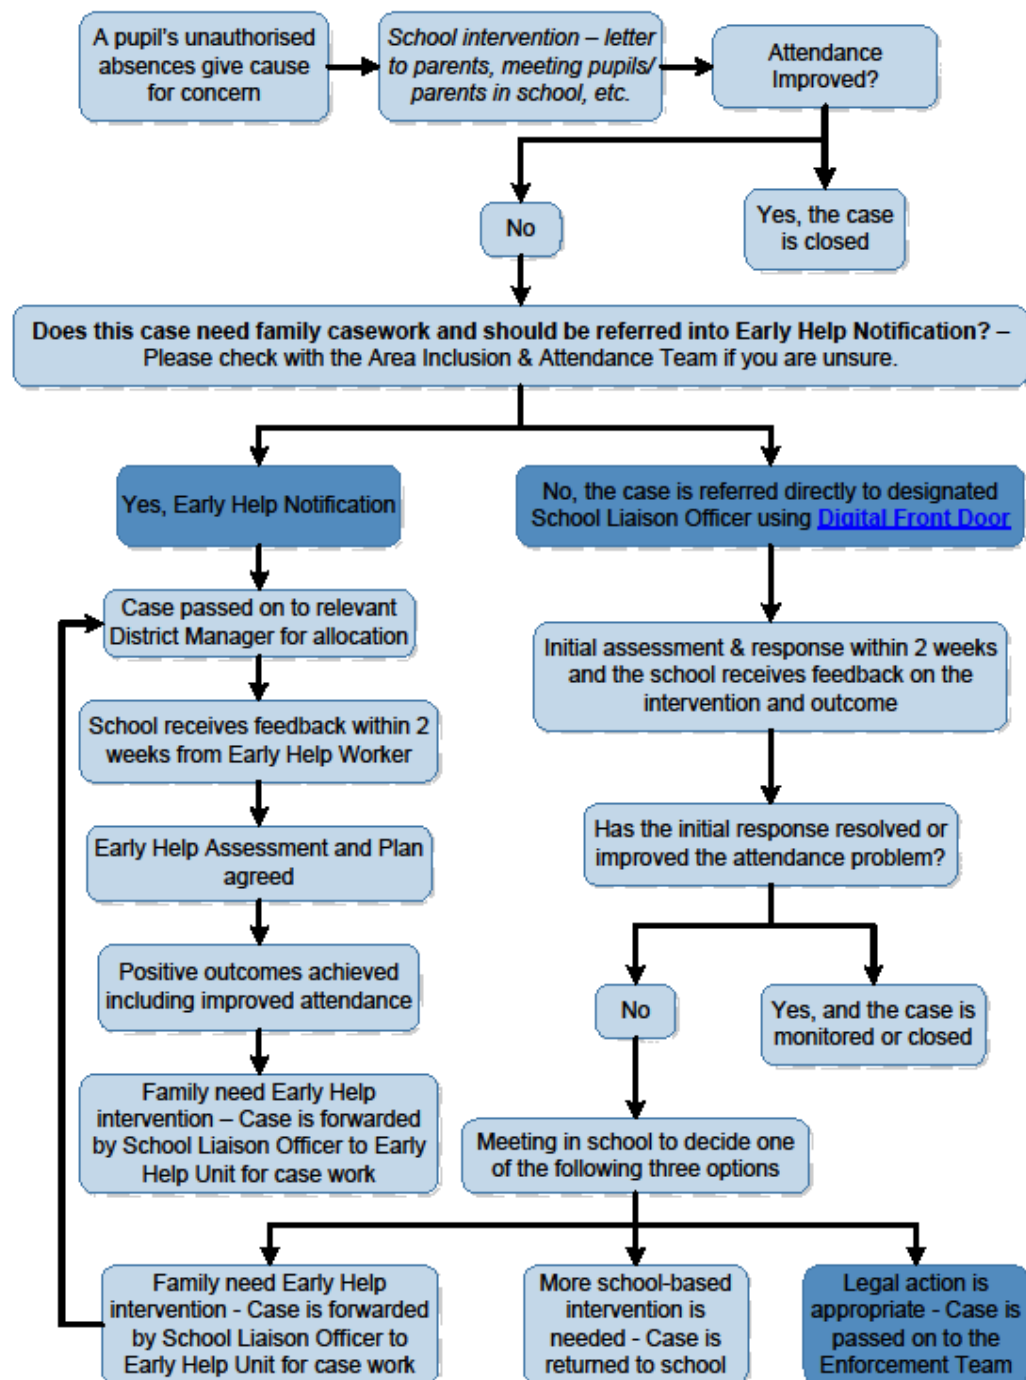 A pupil's unauthorised
absences give cause
for concern
School intervention – letter
to parents, meeting pupils/
parents in school, etc.
Attendance
Improved?
No
Yes, the case
is closed
Does this case need family casework and should be referred into Early Help Notification? –
Please check with the Area Inclusion & Attendance Team if you are unsure.
Yes, Early Help Notification
No, the case is referred directly to designated
School Liaison Officer using Digital Front Door
Case passed on to relevant
District Manager for allocation
School receives feedback within 2
weeks from Early Help Worker
Early Help Assessment and Plan
agreed
Positive outcomes achieved
including improved attendance
Family need Early Help
intervention – Case is forwarded
by School Liaison Officer to Early
Help Unit for case work
Initial assessment & response within 2 weeks
and the school receives feedback on the
intervention and outcome
Has the initial response resolved or
improved the attendance problem?
No
Yes, and the case is
monitored or closed
Meeting in school to decide one
of the following three options
Family need Early Help
intervention - Case is forwarded
by School Liaison Officer to
Early Help Unit for case work
More school-based
intervention is
needed - Case is
returned to school
Legal action is
appropriate - Case is
passed on to the
Enforcement Team